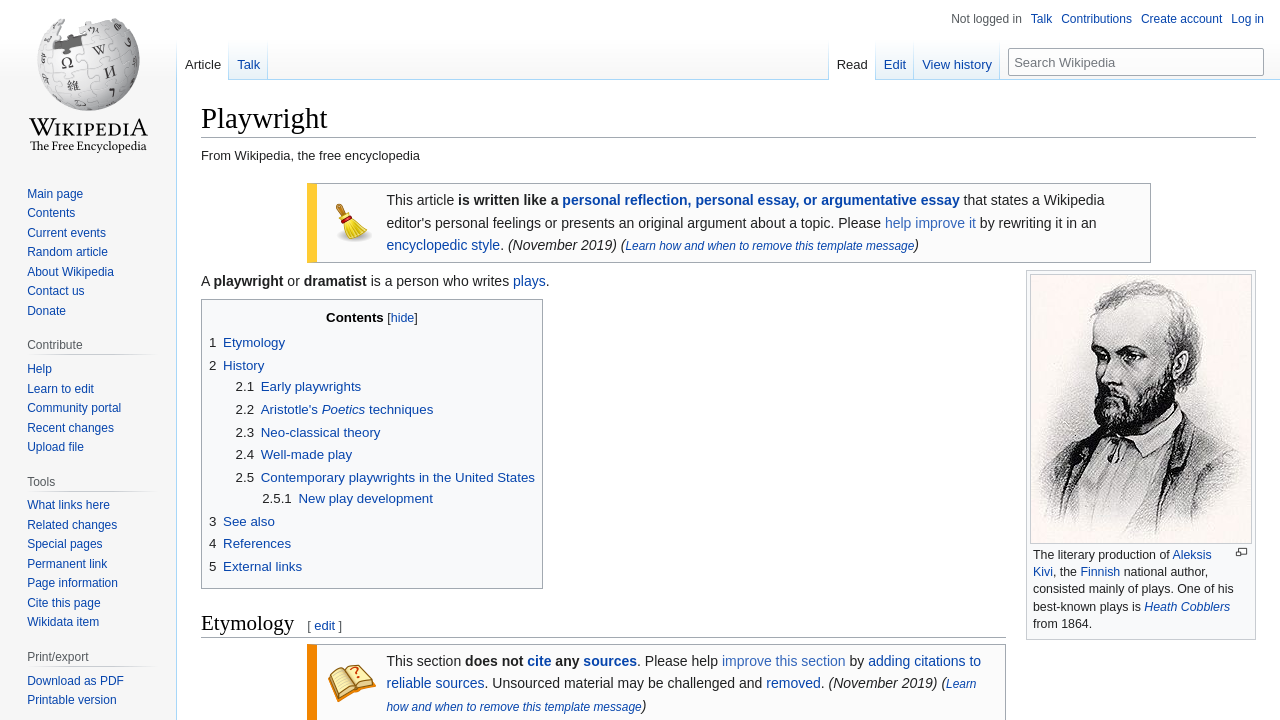 Not logged in Talk Contributions Create account Log in
Article Talk Read Edit View history Search Wikipedia
WIKIPEDIA
The Free Encyclopedia
Main page
Contents
Current events
Random article
About Wikipedia
Contact us
Donate
Contribute
Help
Learn to edit
Community portal
Recent changes
Upload file
Tools
What links here
Related changes
Special pages
Permanent link
Page information
Cite this page
Wikidata item
Print/export
Download as PDF
Printable version
Playwright
From Wikipedia, the free encyclopedia
This article is written like a personal reflection, personal essay, or argumentative essay that states a Wikipedia
editor's personal feelings or presents an original argument about a topic. Please help improve it by rewriting it in an
encyclopedic style. (November 2019) (Learn how and when to remove this template message)
A playwright or dramatist is a person who writes plays.
Contents [hide]
1 Etymology
2 History
2.1 Early playwrights
2.2 Aristotle's Poetics techniques
2.3 Neo-classical theory
2.4 Well-made play
2.5 Contemporary playwrights in the United States
2.5.1 New play development
3 See also
4 References
5 External links
The literary production of Aleksis
Kivi, the Finnish national author,
consisted mainly of plays. One of his
best-known plays is Heath Cobblers
from 1864.
Etymology [ edit ]
This section does not cite any sources. Please help improve this section by adding citations to
reliable sources. Unsourced material may be challenged and removed. (November 2019) (Learn
how and when to remove this template message)